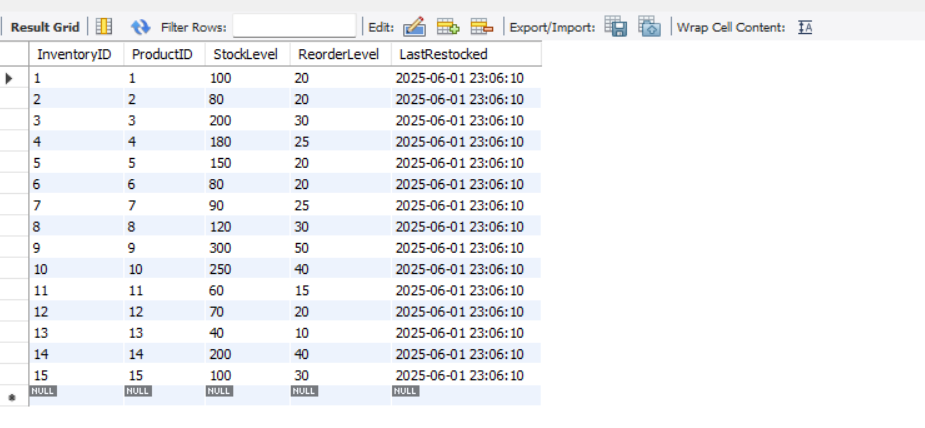 Result Grid Filter Rows: Edit: Export/Import: Wrap Cell Content: IA
InventoryID ProductID StockLevel ReorderLevel LastRestocked
1 1 100 20 2025-06-01 23:06:10
2 2 80 20 2025-06-01 23:06:10
3 3 200 30 2025-06-01 23:06:10
4 4 180 25 2025-06-01 23:06:10
5 5 150 20 2025-06-01 23:06:10
6 6 80 20 2025-06-01 23:06:10
7 7 90 25 2025-06-01 23:06:10
8 8 120 30 2025-06-01 23:06:10
9 9 300 50 2025-06-01 23:06:10
10 10 250 40 2025-06-01 23:06:10
11 11 60 15 2025-06-01 23:06:10
12 12 70 20 2025-06-01 23:06:10
13 13 40 10 2025-06-01 23:06:10
14 14 200 40 2025-06-01 23:06:10
15 15 100 30 2025-06-01 23:06:10
NULL NULL NULL NULL NULL